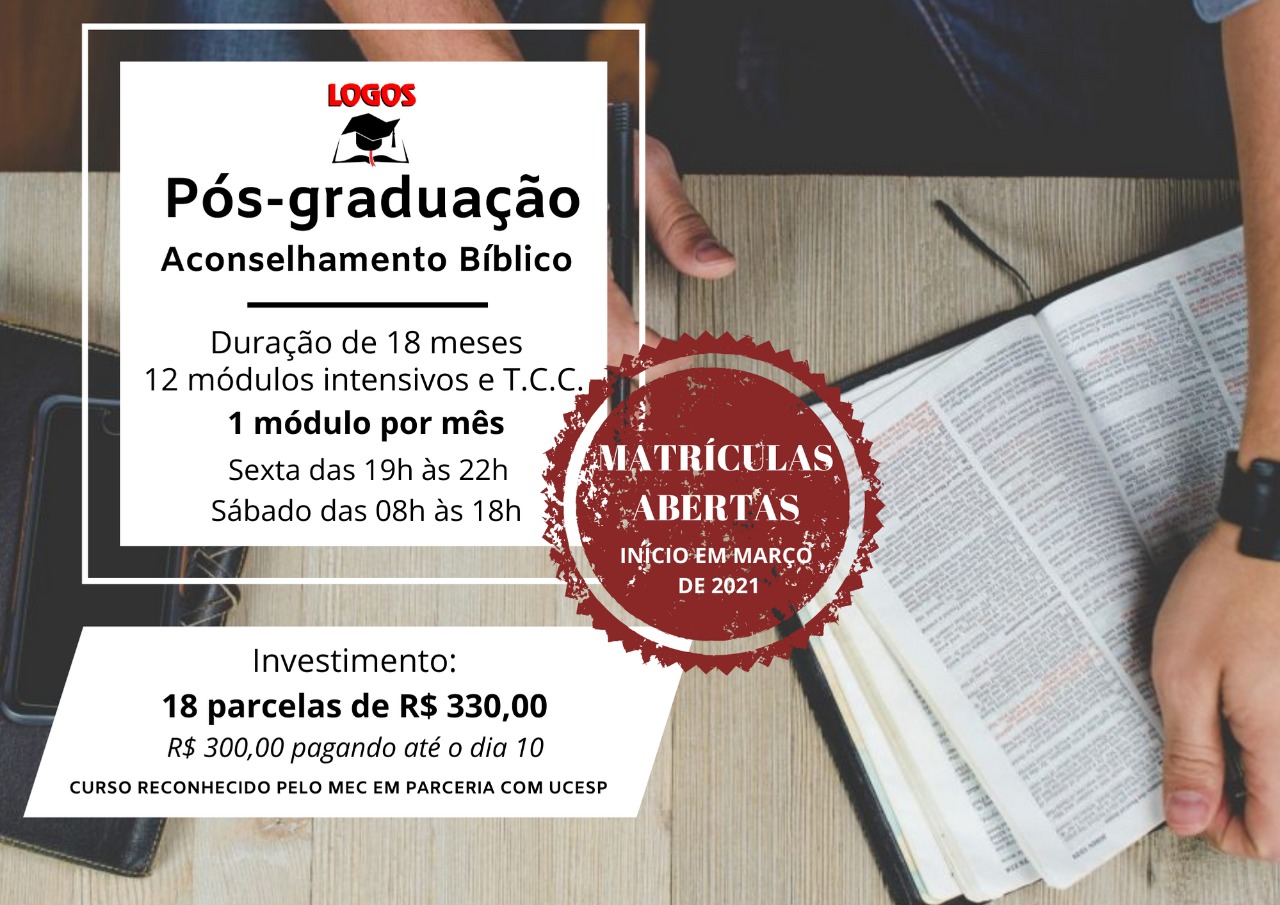 LOGOS
Pós-graduação
Aconselhamento Bíblico
Duração de 18 meses
12 módulos intensivos e T.C.C.
1 módulo por mês
Sexta das 19h às 22h
Sábado das 08h às 18h
MATRÍCULAS
ABERTAS
INÍCIO EM MARÇO
DE 2021
Investimento:
18 parcelas de R$ 330,00
R$ 300,00 pagando até o dia 10
CURSO RECONHECIDO PELO MEC EM PARCERIA COM UCESP